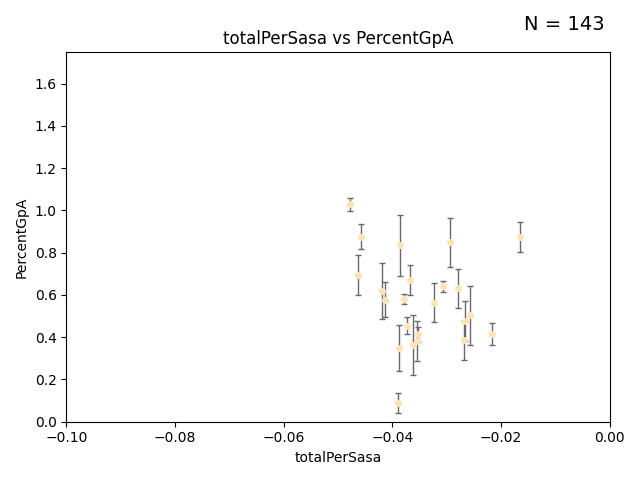 N = 143
totalPerSasa vs PercentGpA
PercentGpA
1.6
1.4
1.2
1.0
0.8
0.6
0.4
0.2
0.0
−0.10 −0.08 −0.06 −0.04 −0.02 0.00
totalPerSasa